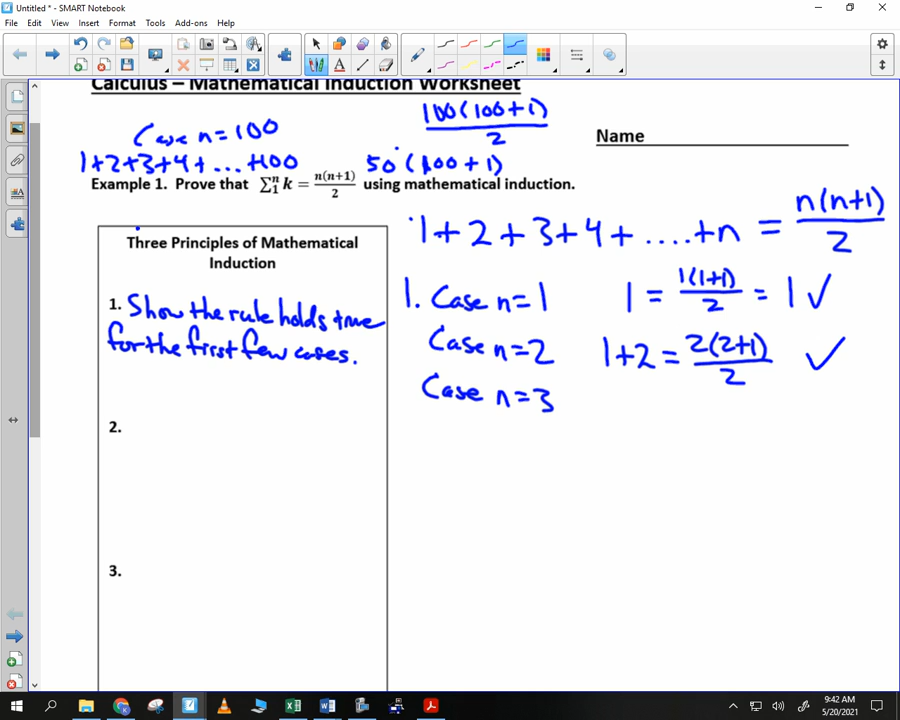 Untitled * - SMART Notebook
File Edit View Insert Format Tools Add-ons Help
Calculus – Mathematical Induction Worksheet
100(100+1)
2
Case n=100
Name
1+2+3+4+...+100 50(100+1)
Example 1. Prove that ∑₁ⁿ k = n(n+1)/2 using mathematical induction.
1+2+3+4+....+n = n(n+1)/2
Three Principles of Mathematical
Induction
1. Show the rule holds true
for the first few cases.
2.
3.
1. Case n=1 1 = 1(1+1)/2 = 1 ✓
Case n=2 1+2 = 2(2+1)/2 ✓
Case n=3
9:42 AM
5/20/2021